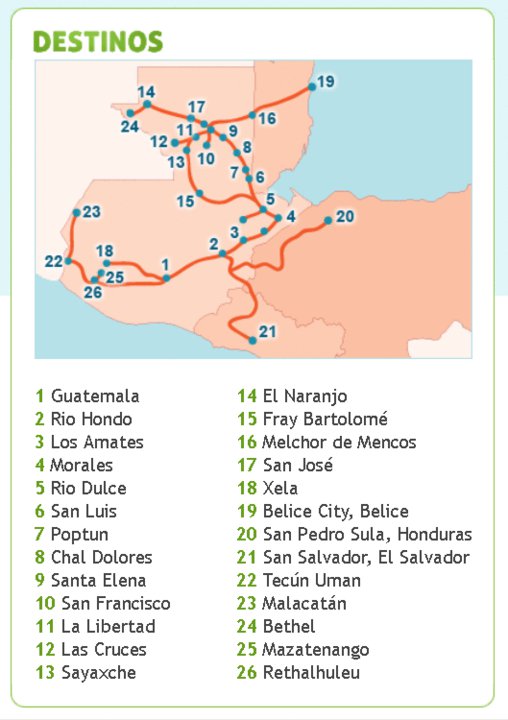 DESTINOS
14
17
19
24
16
11
9
12
10
8
13
7
6
15
5
4
23
3
20
2
18
22
1
25
26
21
1 Guatemala
2 Rio Hondo
3 Los Amates
4 Morales
5 Rio Dulce
6 San Luis
7 Poptun
8 Chal Dolores
9 Santa Elena
10 San Francisco
11 La Libertad
12 Las Cruces
13 Sayaxche
14 El Naranjo
15 Fray Bartolomé
16 Melchor de Mencos
17 San José
18 Xela
19 Belice City, Belice
20 San Pedro Sula, Honduras
21 San Salvador, El Salvador
22 Tecún Uman
23 Malacatán
24 Bethel
25 Mazatenango
26 Rethalhuleu